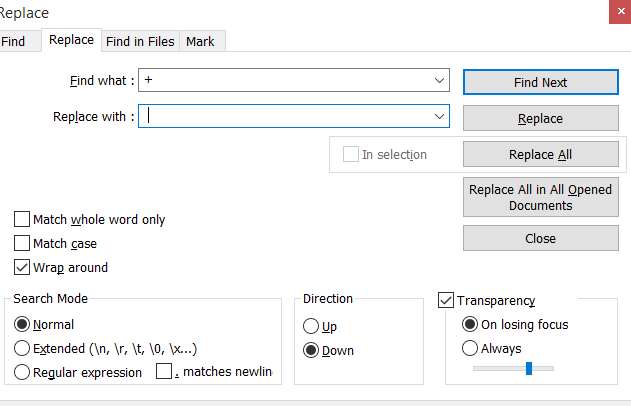 Replace
Find Replace Find in Files Mark
Find what : +
Find Next
Replace with :
Replace
In selection
Replace All
Replace All in All Opened
Documents
Close
Match whole word only
Match case
Wrap around
Search Mode
Normal
Extended (\n, \r, \t, \0, \x...)
Regular expression . matches newlin
Direction
Up
Down
Transparency
On losing focus
Always